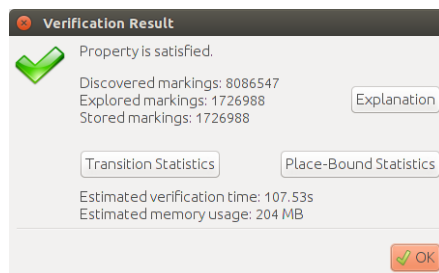 Verification Result
Property is satisfied.
Discovered markings: 8086547
Explored markings: 1726988
Stored markings: 1726988
Explanation
Transition Statistics
Place-Bound Statistics
Estimated verification time: 107.53s
Estimated memory usage: 204 MB
OK